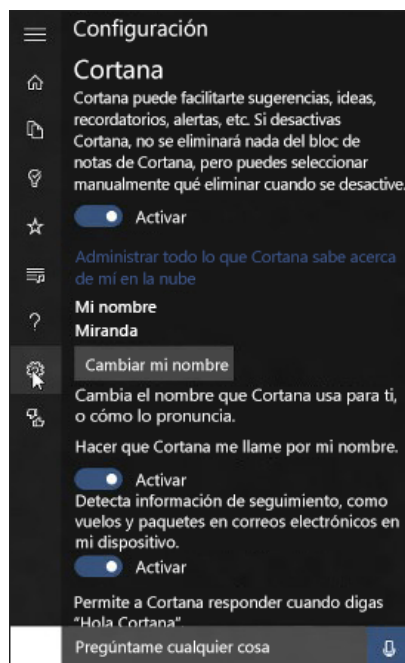 Configuración
Cortana
Cortana puede facilitarte sugerencias, ideas,
recordatorios, alertas, etc. Si desactivas
Cortana, no se eliminará nada del bloc de
notas de Cortana, pero puedes seleccionar
manualmente qué eliminar cuando se desactive.
Activar
Administrar todo lo que Cortana sabe acerca
de mí en la nube
Mi nombre
Miranda
Cambiar mi nombre
Cambia el nombre que Cortana usa para ti,
o cómo lo pronuncia.
Hacer que Cortana me llame por mi nombre.
Activar
Detecta información de seguimiento, como
vuelos y paquetes en correos electrónicos en
mi dispositivo.
Activar
Permite a Cortana responder cuando digas
"Hola Cortana".
Pregúntame cualquier cosa